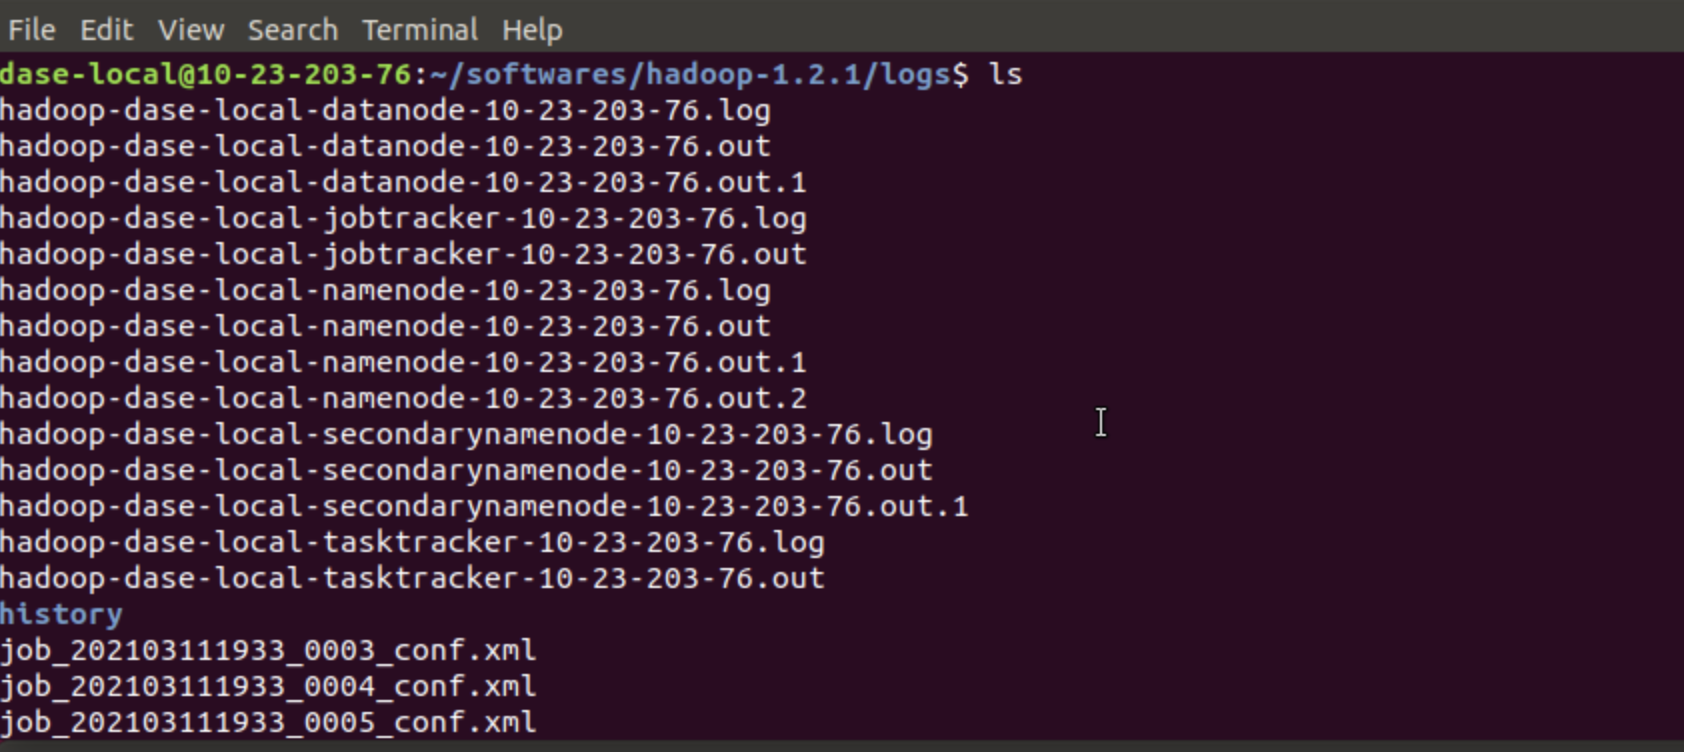 File Edit View Search Terminal Help
dase-local@10-23-203-76:~/softwares/hadoop-1.2.1/logs$ ls
hadoop-dase-local-datanode-10-23-203-76.log
hadoop-dase-local-datanode-10-23-203-76.out
hadoop-dase-local-datanode-10-23-203-76.out.1
hadoop-dase-local-jobtracker-10-23-203-76.log
hadoop-dase-local-jobtracker-10-23-203-76.out
hadoop-dase-local-namenode-10-23-203-76.log
hadoop-dase-local-namenode-10-23-203-76.out
hadoop-dase-local-namenode-10-23-203-76.out.1
hadoop-dase-local-namenode-10-23-203-76.out.2
hadoop-dase-local-secondarynamenode-10-23-203-76.log
hadoop-dase-local-secondarynamenode-10-23-203-76.out
hadoop-dase-local-secondarynamenode-10-23-203-76.out.1
hadoop-dase-local-tasktracker-10-23-203-76.log
hadoop-dase-local-tasktracker-10-23-203-76.out
history
job_202103111933_0003_conf.xml
job_202103111933_0004_conf.xml
job_202103111933_0005_conf.xml